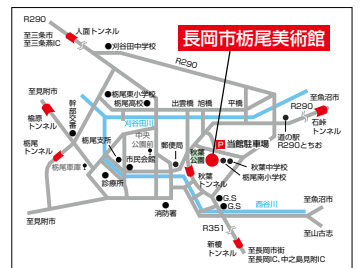 R290
至三条市
至三条燕IC
人面トンネル
刈谷田中学校
R290
長岡市栃尾美術館
至見附市
栃尾東小学校
栃尾高校
出雲橋
旭橋
平橋
R290
至魚沼市
石峠
トンネル
楡原
トンネル
幹部交番
刈谷田川
道の駅
R290とちお
栃尾
トンネル
栃尾支所
中央
公園前
郵便局
秋葉
公園
P 当館駐車場
栃尾車庫
市民会館
秋葉中学校
栃尾南小学校
診療所
秋葉
トンネル
至見附市
消防署
G.S
G.S
西谷川
至魚沼市
R351
至山古志
新榎
トンネル
至長岡市街
長岡IC、中之島見附IC